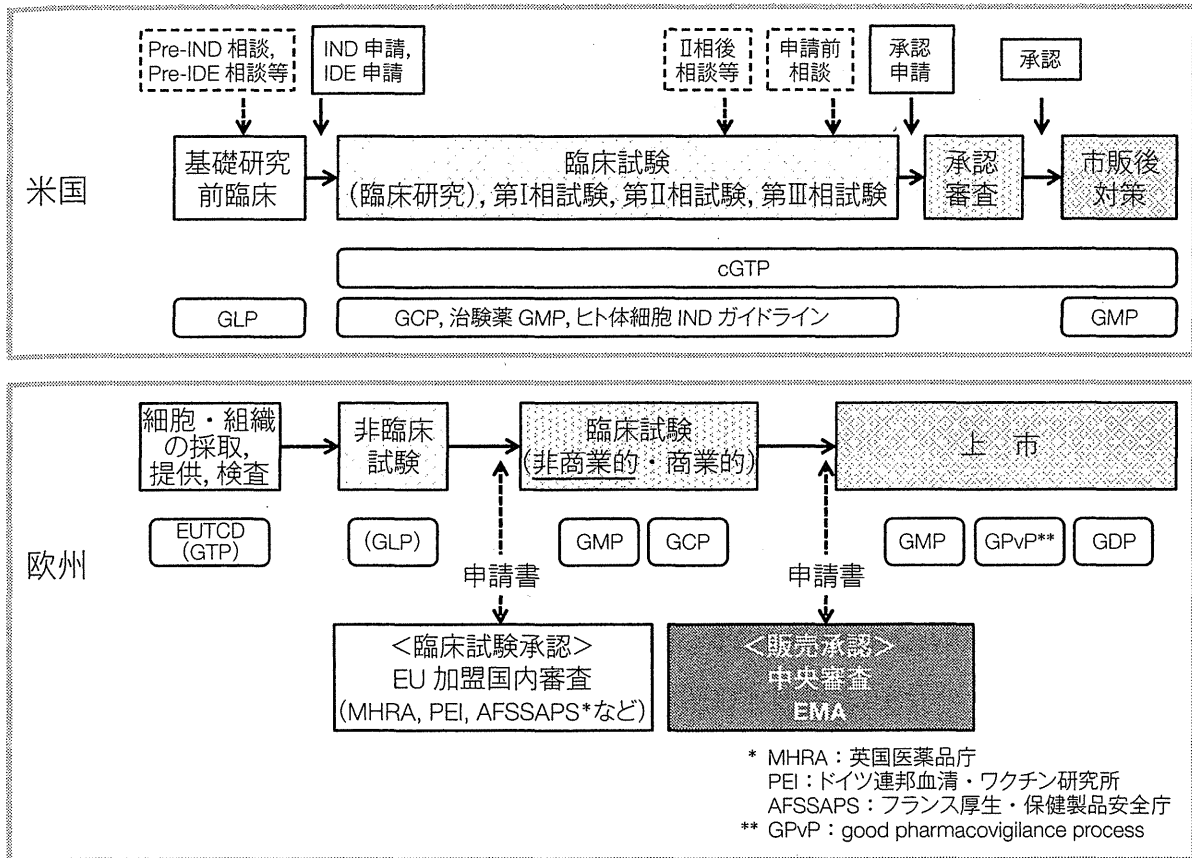 Pre-IND 相談,
Pre-IDE 相談等
IND 申請,
IDE 申請
Ⅱ相後
相談等
申請前
相談
承認
申請
承認
米国
基礎研究
前臨床
臨床試験
(臨床研究), 第Ⅰ相試験, 第Ⅱ相試験, 第Ⅲ相試験
承認
審査
市販後
対策
cGTP
GLP
GCP, 治験薬 GMP, ヒト体細胞 IND ガイドライン
GMP
欧州
細胞・組織
の採取,
提供, 検査
非臨床
試験
臨床試験
(非商業的・商業的)
上 市
EUTCD
(GTP)
(GLP)
GMP
GCP
GMP
GPvP**
GDP
申請書
申請書
<臨床試験承認>
EU 加盟国内審査
(MHRA, PEI, AFSSAPS*など)
<販売承認>
中央審査
EMA
* MHRA:英国医薬品庁
PEI:ドイツ連邦血清・ワクチン研究所
AFSSAPS:フランス厚生・保健製品安全庁
** GPvP:good pharmacovigilance process